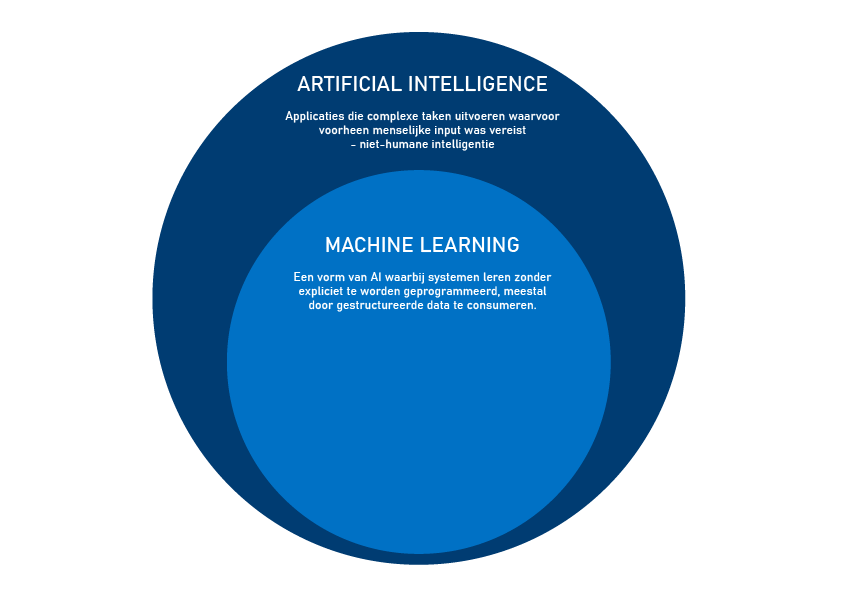 ARTIFICIAL INTELLIGENCE
Applicaties die complexe taken uitvoeren waarvoor
voorheen menselijke input was vereist
- niet-humane intelligentie
MACHINE LEARNING
Een vorm van AI waarbij systemen leren zonder
expliciet te worden geprogrammeerd, meestal
door gestructureerde data te consumeren.